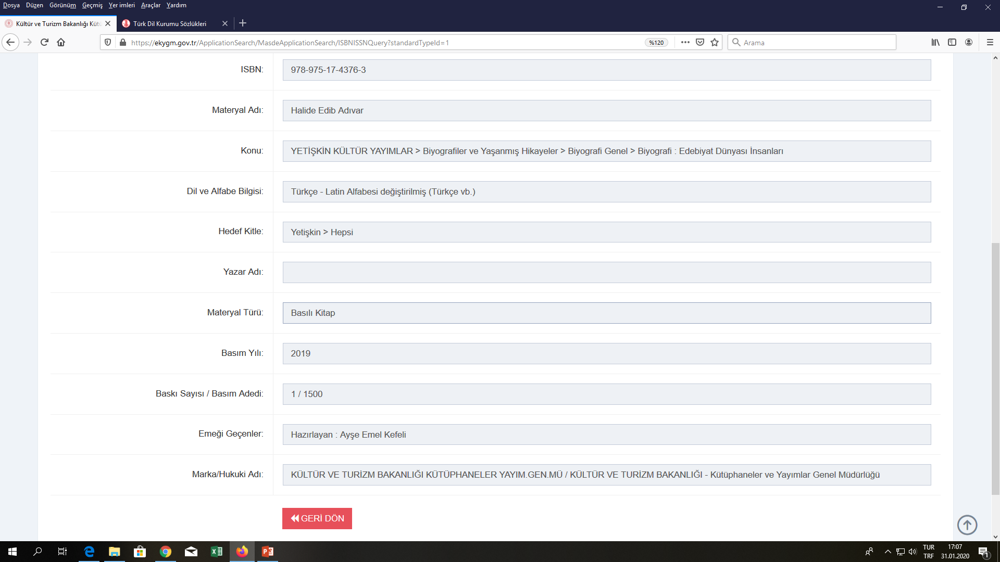 Dosya Düzen Görünüm Geçmiş Yer imleri Araçlar Yardım
Kültür ve Turizm Bakanlığı Kütü
Türk Dil Kurumu Sözlükleri
https://ekygm.gov.tr/ApplicationSearch/MasdeApplicationSearch/ISBNISSNQuery?standardTypeId=1
%120
Arama
ISBN: 978-975-17-4376-3
Materyal Adı: Halide Edib Adıvar
Konu: YETİŞKİN KÜLTÜR YAYIMLAR > Biyografiler ve Yaşanmış Hikayeler > Biyografi Genel > Biyografi : Edebiyat Dünyası İnsanları
Dil ve Alfabe Bilgisi: Türkçe - Latin Alfabesi değiştirilmiş (Türkçe vb.)
Hedef Kitle: Yetişkin > Hepsi
Yazar Adı:
Materyal Türü: Basılı Kitap
Basım Yılı: 2019
Baskı Sayısı / Basım Adedi: 1 / 1500
Emeği Geçenler: Hazırlayan : Ayşe Emel Kefeli
Marka/Hukuki Adı: KÜLTÜR VE TURİZM BAKANLIĞI KÜTÜPHANELER YAYIM.GEN.MÜ / KÜLTÜR VE TURİZM BAKANLIĞI - Kütüphaneler ve Yayımlar Genel Müdürlüğü
GERİ DÖN
TUR 17:07
TRF 31.01.2020
1